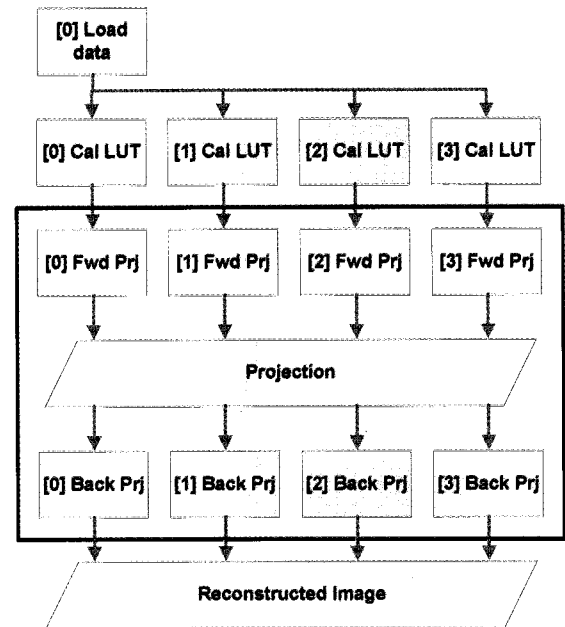 [0] Load
data
[0] Cal LUT [1] Cal LUT [2] Cal LUT [3] Cal LUT
[0] Fwd Prj [1] Fwd Prj [2] Fwd Prj [3] Fwd Prj
Projection
[0] Back Prj [1] Back Prj [2] Back Prj [3] Back Prj
Reconstructed Image